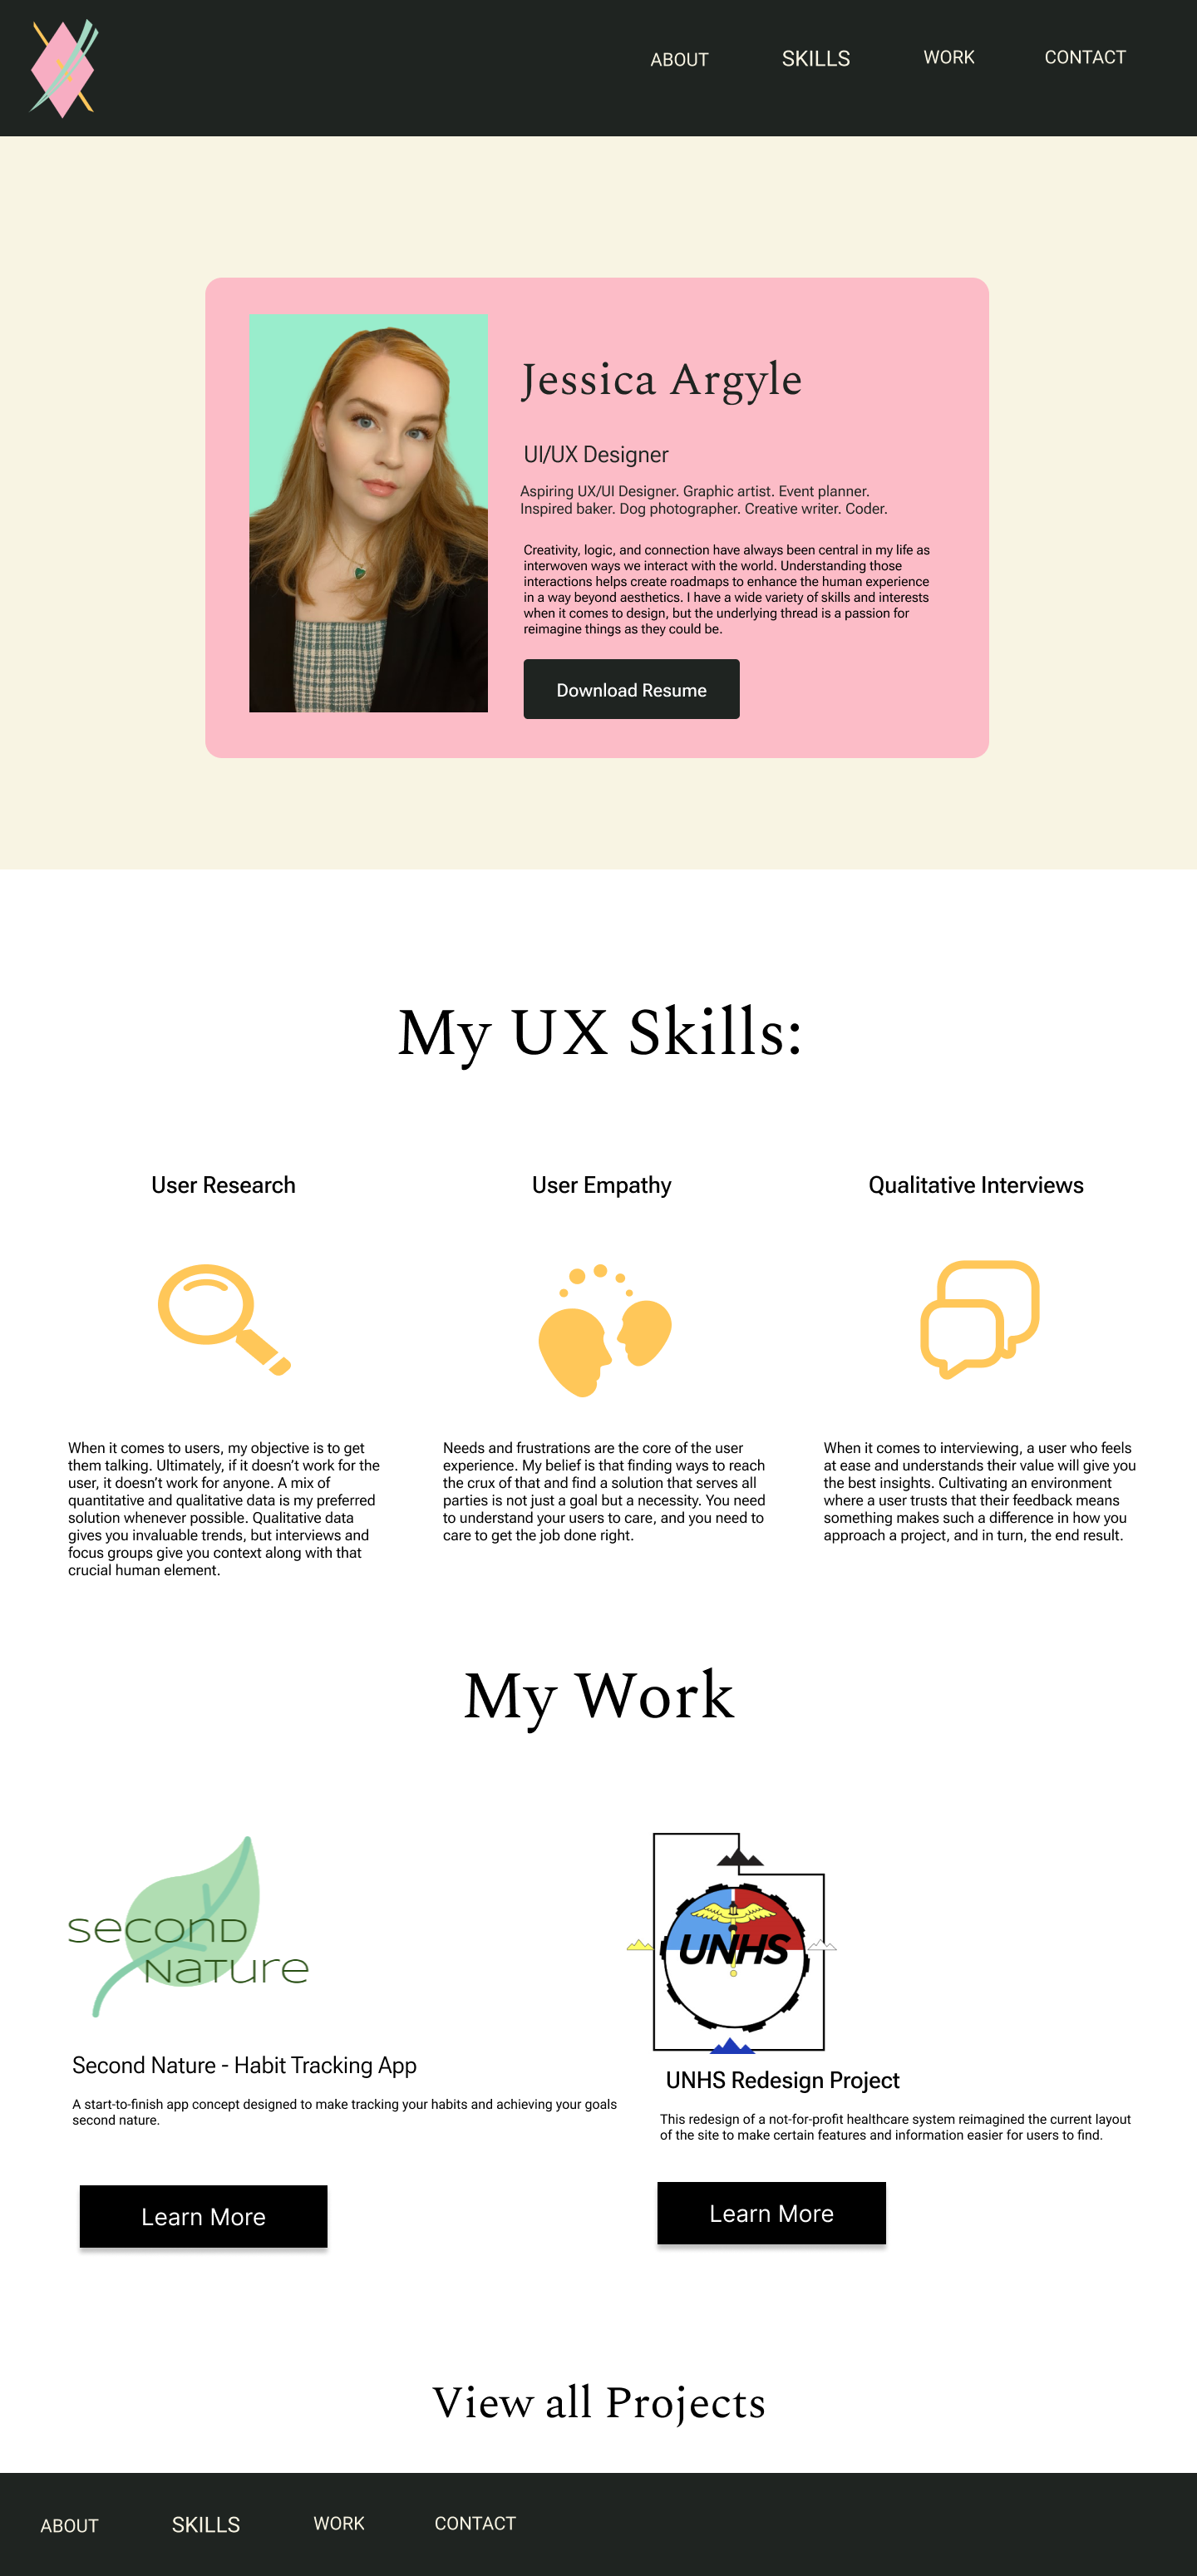 ABOUT SKILLS WORK CONTACT
Jessica Argyle
UI/UX Designer
Aspiring UX/UI Designer. Graphic artist. Event planner.
Inspired baker. Dog photographer. Creative writer. Coder.
Creativity, logic, and connection have always been central in my life as
interwoven ways we interact with the world. Understanding those
interactions helps create roadmaps to enhance the human experience
in a way beyond aesthetics. I have a wide variety of skills and interests
when it comes to design, but the underlying thread is a passion for
reimagine things as they could be.
Download Resume
My UX Skills:
User Research
When it comes to users, my objective is to get
them talking. Ultimately, if it doesn’t work for the
user, it doesn’t work for anyone. A mix of
quantitative and qualitative data is my preferred
solution whenever possible. Qualitative data
gives you invaluable trends, but interviews and
focus groups give you context along with that
crucial human element.
User Empathy
Needs and frustrations are the core of the user
experience. My belief is that finding ways to reach
the crux of that and find a solution that serves all
parties is not just a goal but a necessity. You need
to understand your users to care, and you need to
care to get the job done right.
Qualitative Interviews
When it comes to interviewing, a user who feels
at ease and understands their value will give you
the best insights. Cultivating an environment
where a user trusts that their feedback means
something makes such a difference in how you
approach a project, and in turn, the end result.
My Work
second
nature
Second Nature - Habit Tracking App
A start-to-finish app concept designed to make tracking your habits and achieving your goals
second nature.
Learn More
UNHS
UNHS Redesign Project
This redesign of a not-for-profit healthcare system reimagined the current layout
of the site to make certain features and information easier for users to find.
Learn More
View all Projects
ABOUT SKILLS WORK CONTACT